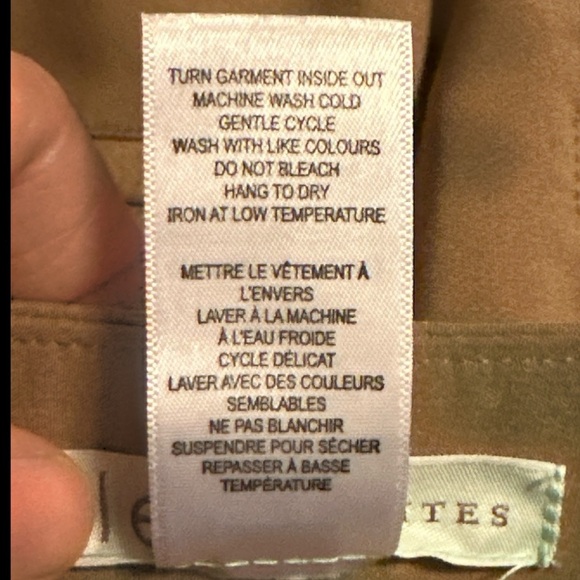 TURN GARMENT INSIDE OUT
MACHINE WASH COLD
GENTLE CYCLE
WASH WITH LIKE COLOURS
DO NOT BLEACH
HANG TO DRY
IRON AT LOW TEMPERATURE
METTRE LE VÊTEMENT À
L'ENVERS
LAVER À LA MACHINE
À L'EAU FROIDE
CYCLE DÉLICAT
LAVER AVEC DES COULEURS
SEMBLABLES
NE PAS BLANCHIR
SUSPENDRE POUR SÉCHER
REPASSER À BASSE
TEMPÉRATURE